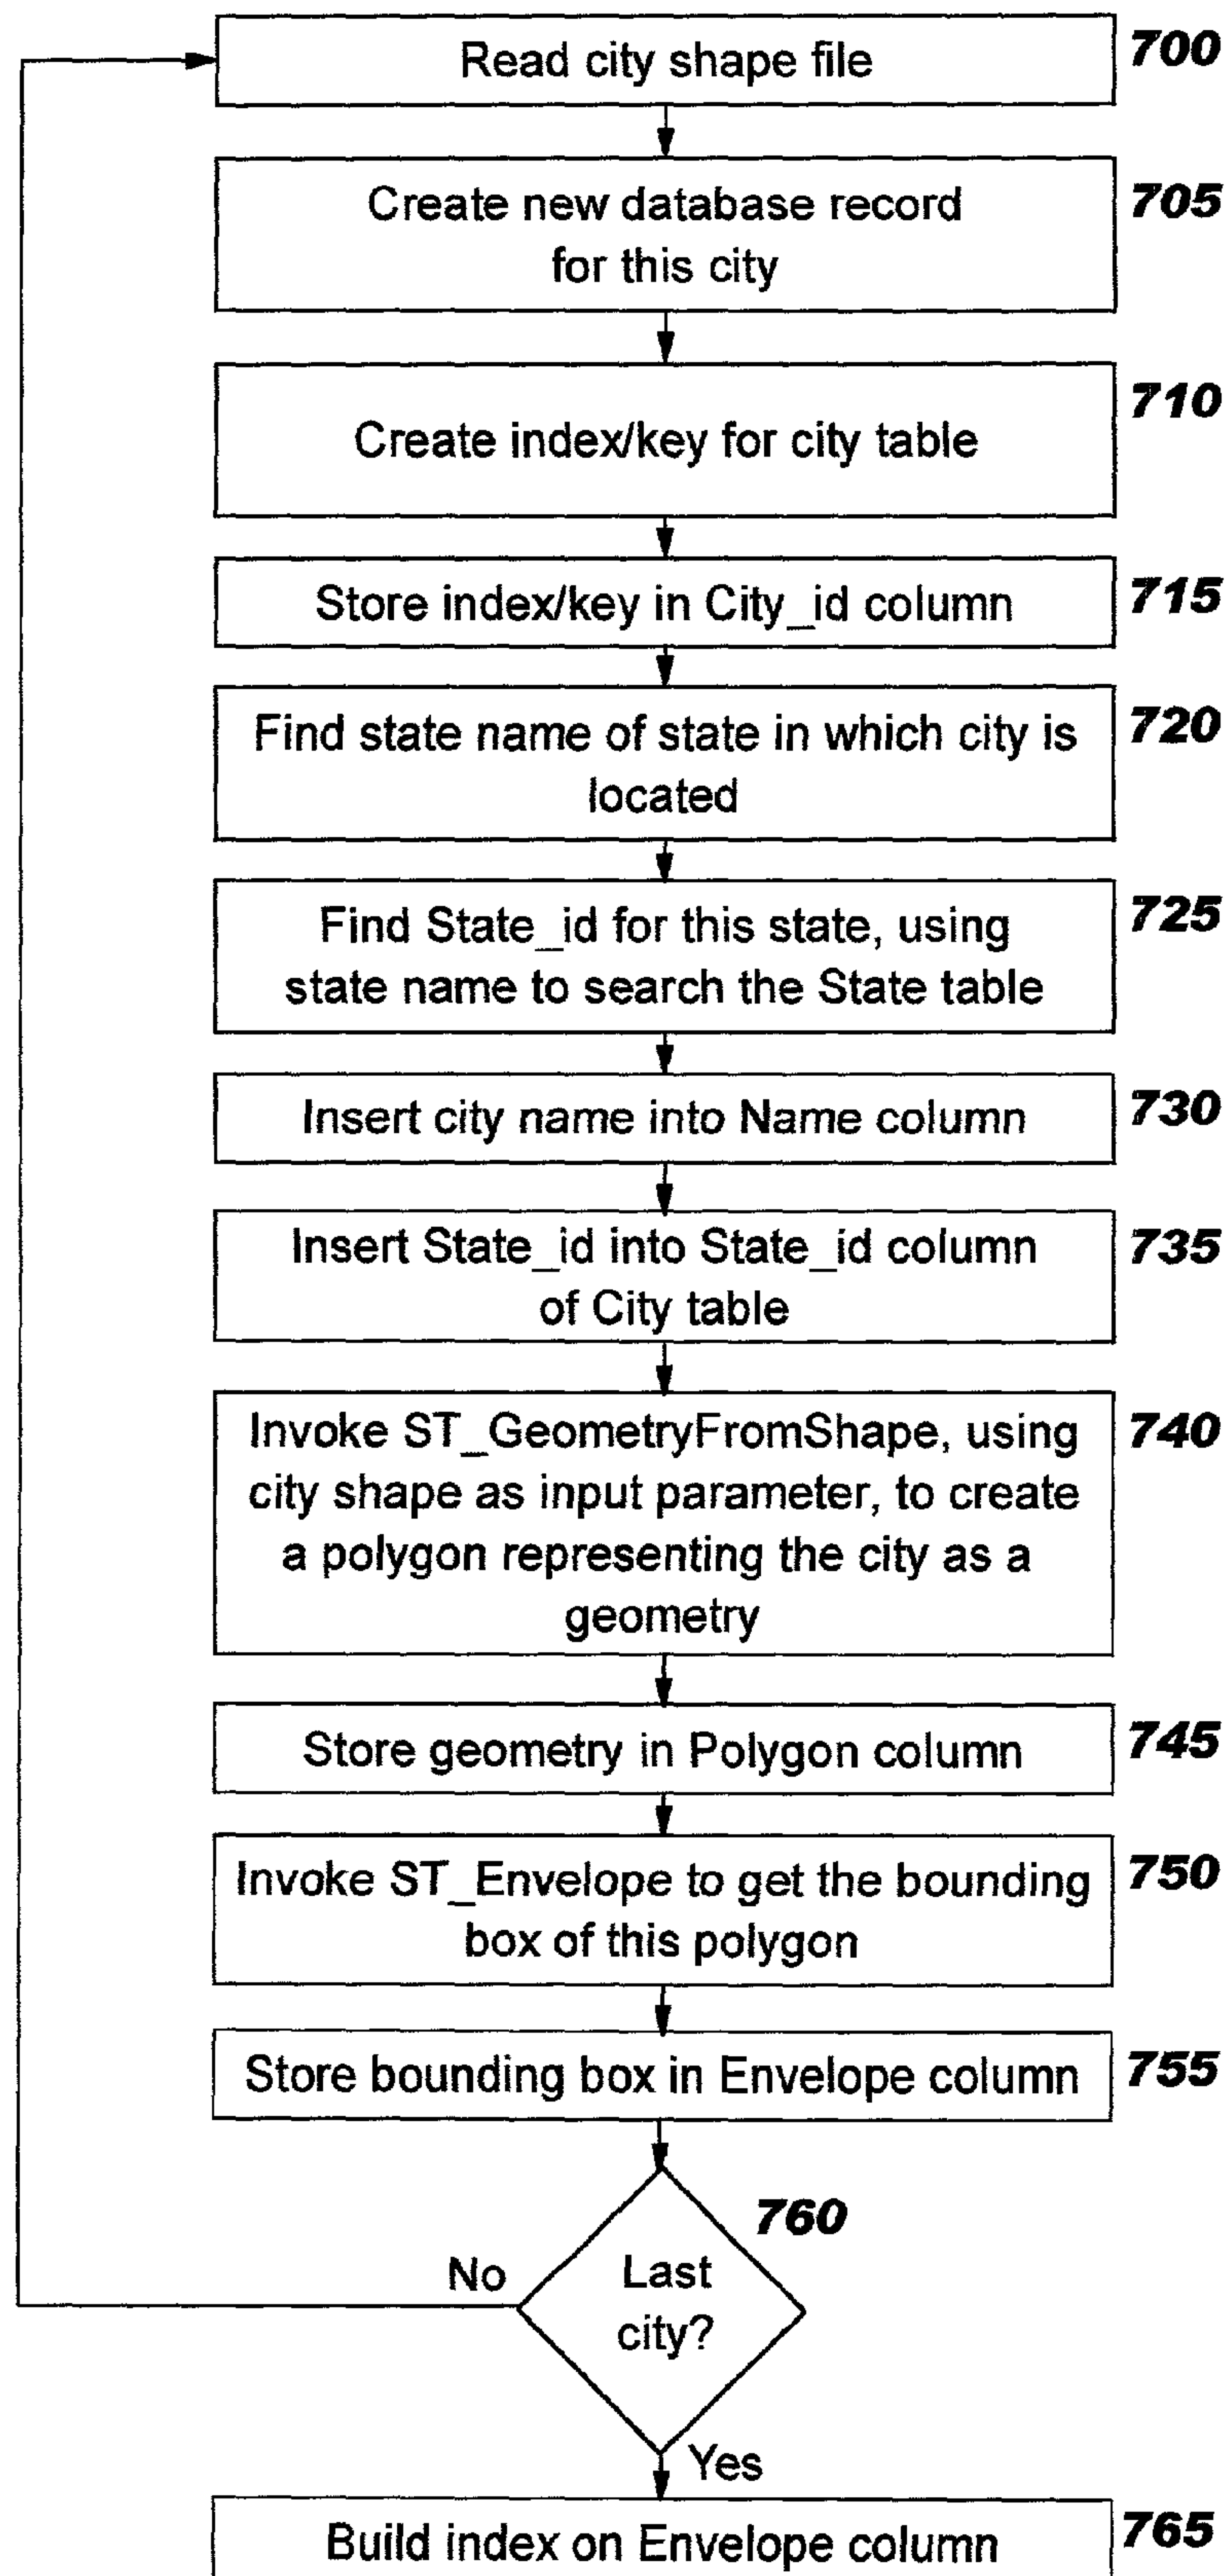 Read city shape file
700
Create new database record
for this city
705
Create index/key for city table
710
Store index/key in City_id column
715
Find state name of state in which city is
located
720
Find State_id for this state, using
state name to search the State table
725
Insert city name into Name column
730
Insert State_id into State_id column
of City table
735
Invoke ST_GeometryFromShape, using
city shape as input parameter, to create
a polygon representing the city as a
geometry
740
Store geometry in Polygon column
745
Invoke ST_Envelope to get the bounding
box of this polygon
750
Store bounding box in Envelope column
755
760
No
Last
city?
Yes
Build index on Envelope column
765